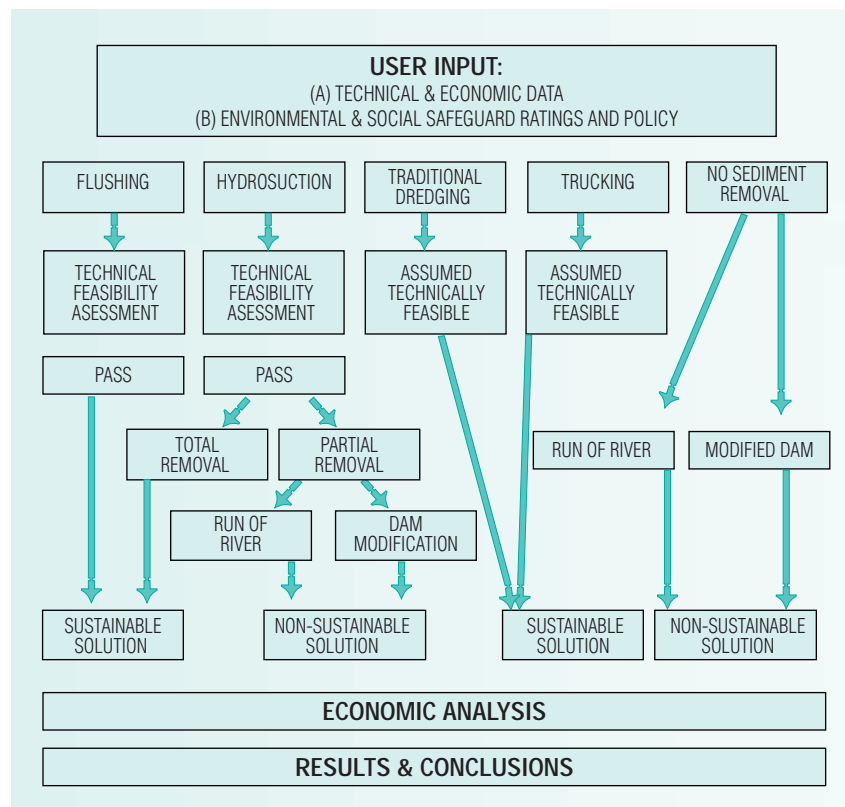 USER INPUT:
(A) TECHNICAL & ECONOMIC DATA
(B) ENVIRONMENTAL & SOCIAL SAFEGUARD RATINGS AND POLICY
FLUSHING
HYDROSUCTION
TRADITIONAL
DREDGING
TRUCKING
NO SEDIMENT
REMOVAL
TECHNICAL
FEASIBILITY
ASESSMENT
TECHNICAL
FEASIBILITY
ASESSMENT
ASSUMED
TECHNICALLY
FEASIBLE
ASSUMED
TECHNICALLY
FEASIBLE
PASS
PASS
TOTAL
REMOVAL
PARTIAL
REMOVAL
RUN OF RIVER
MODIFIED DAM
RUN OF
RIVER
DAM
MODIFICATION
SUSTAINABLE
SOLUTION
NON-SUSTAINABLE
SOLUTION
SUSTAINABLE
SOLUTION
NON-SUSTAINABLE
SOLUTION
ECONOMIC ANALYSIS
RESULTS & CONCLUSIONS